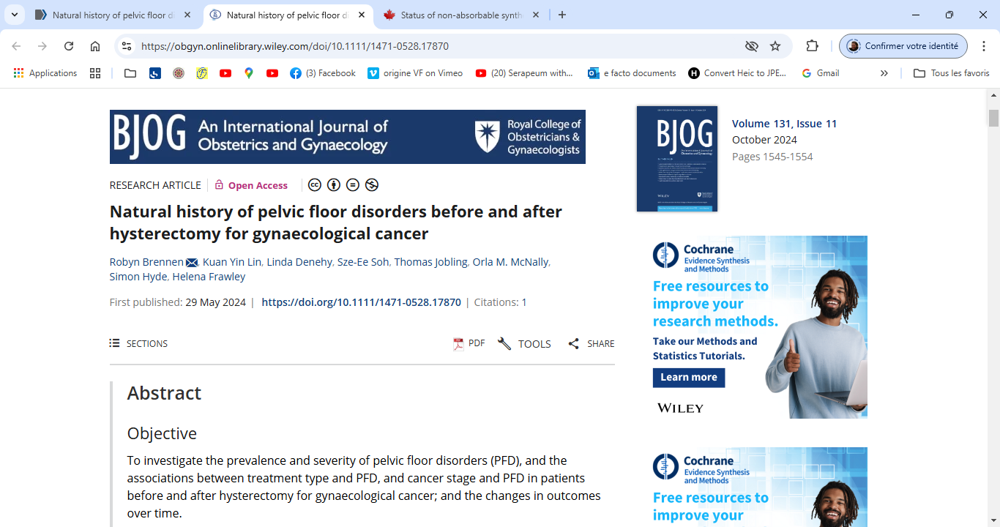 Natural history of pelvic floor d
Natural history of pelvic floor di
Status of non-absorbable synth
https://obgyn.onlinelibrary.wiley.com/doi/10.1111/1471-0528.17870
Confirmer votre identité
Applications
(3) Facebook
origine VF on Vimeo
(20) Serapeum with...
e facto documents
Convert Heic to JPE...
Gmail
»
Tous les favoris
BJOG An International Journal of
Obstetrics and Gynaecology
Royal College of
Obstetricians &
Gynaecologists
BJOG
WILEY
Volume 131, Issue 11
October 2024
Pages 1545-1554
RESEARCH ARTICLE
Open Access
Natural history of pelvic floor disorders before and after
hysterectomy for gynaecological cancer
Robyn Brennen, Kuan Yin Lin, Linda Denehy, Sze-Ee Soh, Thomas Jobling, Orla M. McNally,
Simon Hyde, Helena Frawley
First published: 29 May 2024 | https://doi.org/10.1111/1471-0528.17870 | Citations: 1
SECTIONS
PDF
TOOLS
SHARE
Abstract
Objective
To investigate the prevalence and severity of pelvic floor disorders (PFD), and the
associations between treatment type and PFD, and cancer stage and PFD in patients
before and after hysterectomy for gynaecological cancer; and the changes in outcomes
over time.
Cochrane
Evidence Synthesis
and Methods
Free resources to
improve your
research methods.
Take our Methods and
Statistics Tutorials.
Learn more
WILEY
Cochrane
Evidence Synthesis
and Methods
Free resources to
improve your